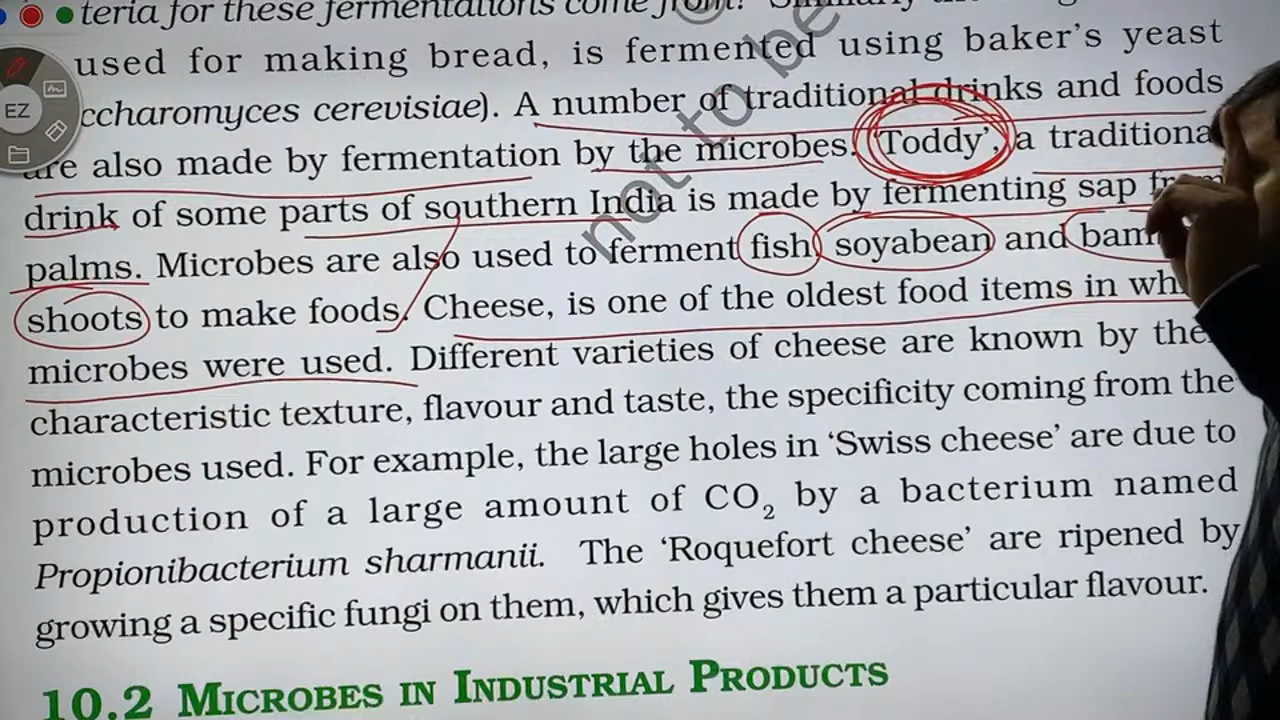 teria for these fermentations come from?
used for making bread, is fermented using baker's yeast
ccharomyces cerevisiae). A number of traditional drinks and foods
are also made by fermentation by the microbes. 'Toddy', a traditiona
drink of some parts of southern India is made by fermenting sap from
palms. Microbes are also used to ferment fish, soyabean and
shoots to make foods. Cheese, is one of the oldest food items in wh
microbes were used. Different varieties of cheese are known by the
characteristic texture, flavour and taste, the specificity coming from the
microbes used. For example, the large holes in 'Swiss cheese' are due to
production of a large amount of CO₂ by a bacterium named
Propionibacterium sharmanii. The 'Roquefort cheese' are ripened by
growing a specific fungi on them, which gives them a particular flavour.
10.2 MICROBES IN INDUSTRIAL PRODUCTS
EZ
not to be